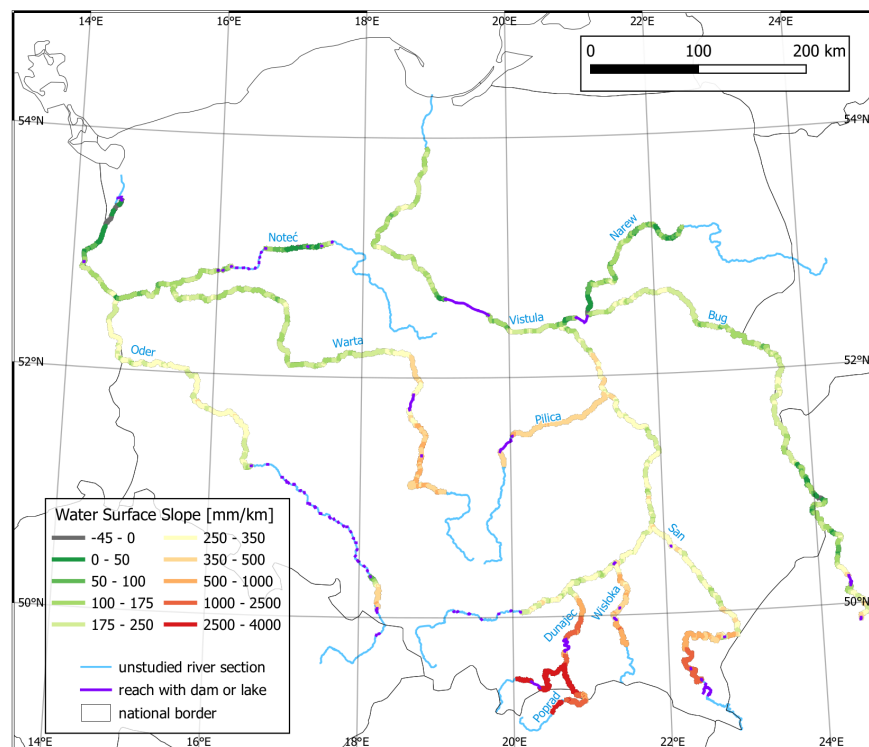 14°E 16°E 18°E 20°E 22°E 24°E
0 100 200 km
54°N 54°N
Narew
Noteć
Vistula
Bug
Warta
Oder
52°N 52°N
Pilica
Water Surface Slope [mm/km]
-45 - 0 250 - 350
0 - 50 350 - 500
50 - 100 500 - 1000
100 - 175 1000 - 2500
175 - 250 2500 - 4000
unstudied river section
reach with dam or lake
national border
San
50°N 50°N
Wisłoka
Dunajec
Poprad
14°E 16°E 18°E 20°E 22°E 24°E